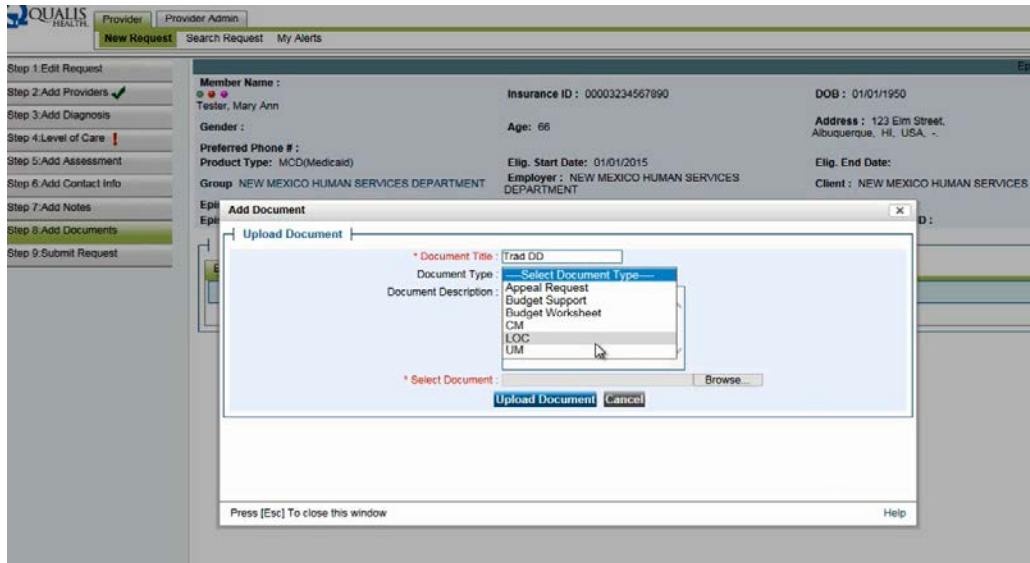 QUALIS
HEALTH
Provider Provider Admin
New Request Search Request My Alerts
Step 1:Edit Request
Step 2:Add Providers
Step 3:Add Diagnosis
Step 4:Level of Care
Step 5:Add Assessment
Step 6:Add Contact Info
Step 7:Add Notes
Step 8:Add Documents
Step 9:Submit Request
Member Name :
Tester, Mary Ann
Insurance ID : 00003234567890
DOB : 01/01/1950
Gender :
Age: 66
Address : 123 Elm Street,
Albuquerque, HI, USA, -.
Preferred Phone # :
Product Type: MCD(Medicaid)
Elig. Start Date: 01/01/2015
Elig. End Date:
Group NEW MEXICO HUMAN SERVICES DEPARTMENT
Employer : NEW MEXICO HUMAN SERVICES
DEPARTMENT
Client : NEW MEXICO HUMAN SERVICES
D :
Add Document
Upload Document
* Document Title : Trad DD
Document Type : ----Select Document Type----
Appeal Request
Budget Support
Budget Worksheet
CM
LOC
UM
Document Description :
* Select Document : Browse...
Upload Document Cancel
Press [Esc] To close this window Help